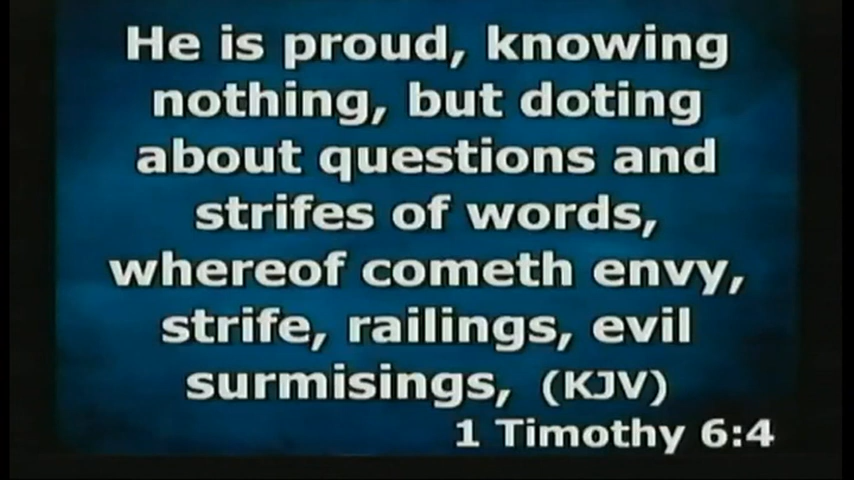 He is proud, knowing
nothing, but doting
about questions and
strifes of words,
whereof cometh envy,
strife, railings, evil
surmisings, (KJV)
1 Timothy 6:4